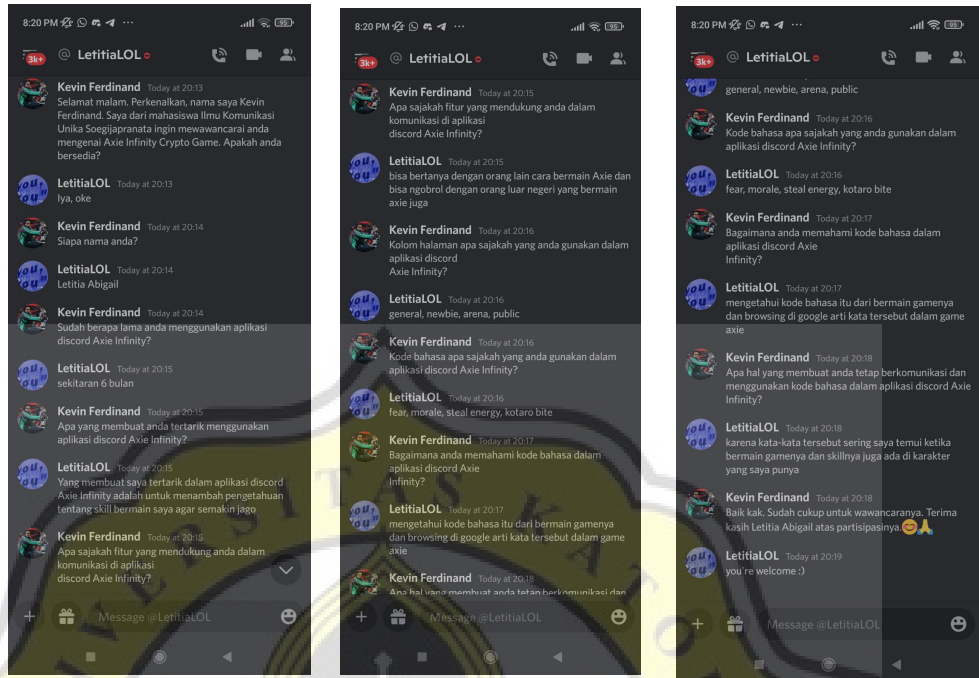 8:20 PM
95
3k+
@ LetitiaLOL
Kevin Ferdinand Today at 20:13
Selamat malam. Perkenalkan, nama saya Kevin
Ferdinand. Saya dari mahasiswa Ilmu Komunikasi
Unika Soegijapranata ingin mewawancarai anda
mengenai Axie Infinity Crypto Game. Apakah anda
bersedia?
LetitiaLOL Today at 20:13
Iya, oke
Kevin Ferdinand Today at 20:14
Siapa nama anda?
LetitiaLOL Today at 20:14
Letitia Abigail
Kevin Ferdinand Today at 20:14
Sudah berapa lama anda menggunakan aplikasi
discord Axie Infinity?
LetitiaLOL Today at 20:15
sekitaran 6 bulan
Kevin Ferdinand Today at 20:15
Apa yang membuat anda tertarik menggunakan
aplikasi discord Axie Infinity?
LetitiaLOL Today at 20:15
Yang membuat saya tertarik dalam aplikasi discord
Axie Infinity adalah untuk menambah pengetahuan
tentang skill bermain saya agar semakin jago
Kevin Ferdinand Today at 20:15
Apa sajakah fitur yang mendukung anda dalam
komunikasi di aplikasi
discord Axie Infinity?
Message @LetitiaLOL
8:20 PM
95
3k+
@ LetitiaLOL
Kevin Ferdinand Today at 20:15
Apa sajakah fitur yang mendukung anda dalam
komunikasi di aplikasi
discord Axie Infinity?
LetitiaLOL Today at 20:15
bisa bertanya dengan orang lain cara bermain Axie dan
bisa ngobrol dengan orang luar negeri yang bermain
axie juga
Kevin Ferdinand Today at 20:16
Kolom halaman apa sajakah yang anda gunakan dalam
aplikasi discord
Axie Infinity?
LetitiaLOL Today at 20:16
general, newbie, arena, public
Kevin Ferdinand Today at 20:16
Kode bahasa apa sajakah yang anda gunakan dalam
aplikasi discord Axie Infinity?
LetitiaLOL Today at 20:16
fear, morale, steal energy, kotaro bite
Kevin Ferdinand Today at 20:17
Bagaimana anda memahami kode bahasa dalam
aplikasi discord Axie
Infinity?
LetitiaLOL Today at 20:17
mengetahui kode bahasa itu dari bermain gamenya
dan browsing di google arti kata tersebut dalam game
axie
Kevin Ferdinand Today at 20:18
Apa hal yang membuat anda tetap berkomunikasi dan
Message @LetitiaLOL
8:20 PM
95
3k+
@ LetitiaLOL
general, newbie, arena, public
Kevin Ferdinand Today at 20:16
Kode bahasa apa sajakah yang anda gunakan dalam
aplikasi discord Axie Infinity?
LetitiaLOL Today at 20:16
fear, morale, steal energy, kotaro bite
Kevin Ferdinand Today at 20:17
Bagaimana anda memahami kode bahasa dalam
aplikasi discord Axie
Infinity?
LetitiaLOL Today at 20:17
mengetahui kode bahasa itu dari bermain gamenya
dan browsing di google arti kata tersebut dalam game
axie
Kevin Ferdinand Today at 20:18
Apa hal yang membuat anda tetap berkomunikasi dan
menggunakan kode bahasa dalam aplikasi discord Axie
Infinity?
LetitiaLOL Today at 20:18
karena kata-kata tersebut sering saya temui ketika
bermain gamenya dan skillnya juga ada di karakter
yang saya punya
Kevin Ferdinand Today at 20:18
Baik kak. Sudah cukup untuk wawancaranya. Terima
kasih Letitia Abigail atas partisipasinya.😊🙏
LetitiaLOL Today at 20:19
you're welcome :)
Message @LetitiaLOL